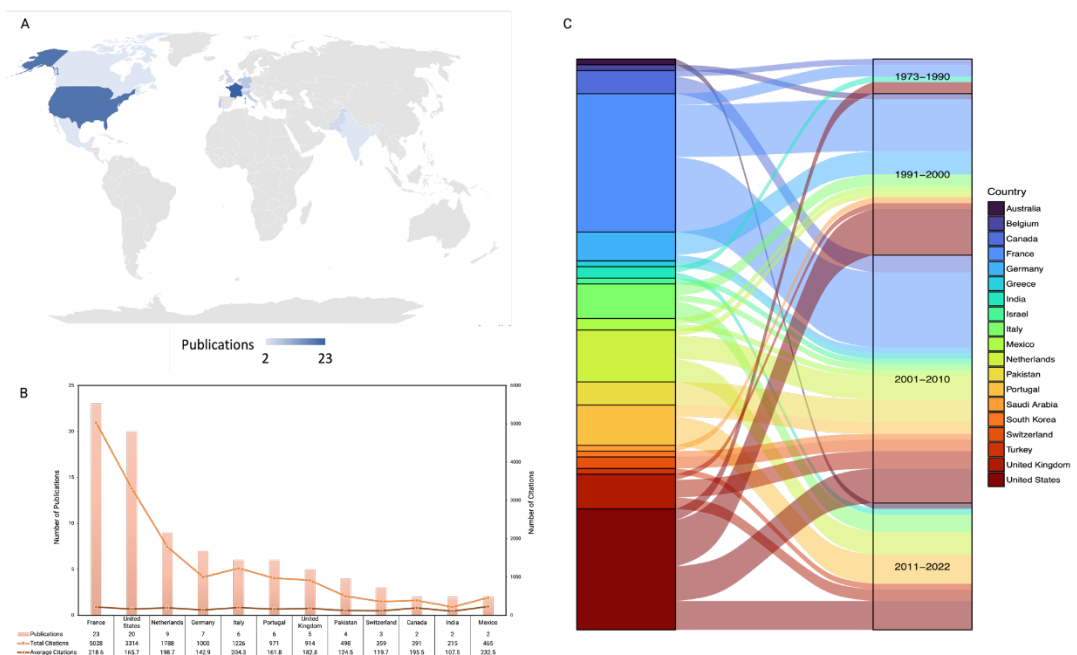 A
Publications
2 23
B
Number of Publications
25
20
15
10
5
0
Number of Citations
6000
5000
4000
3000
2000
1000
0
France United States Netherlands Germany Italy Portugal United Kingdom Pakistan Switzerland Canada India Mexico
Publications 23 20 9 7 6 6 5 4 3 2 2 2
Total Citations 5028 3314 1788 1000 1226 971 914 498 359 391 215 465
Average Citations 218.6 165.7 198.7 142.9 204.3 161.8 182.8 124.5 119.7 195.5 107.5 232.5
C
1973–1990
1991–2000
2001–2010
2011–2022
Country
Australia
Belgium
Canada
France
Germany
Greece
India
Israel
Italy
Mexico
Netherlands
Pakistan
Portugal
Saudi Arabia
South Korea
Switzerland
Turkey
United Kingdom
United States